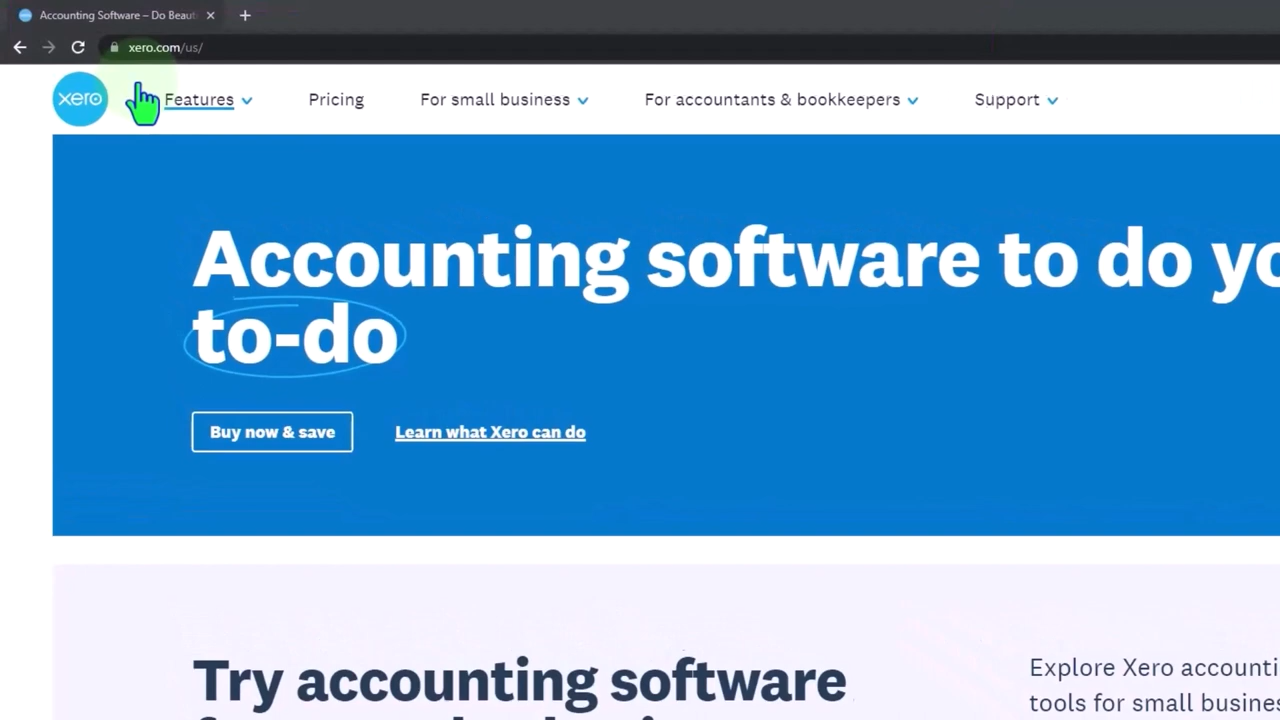 Accounting Software – Do Beaut
xero.com/us/
xero
Features
Pricing
For small business
For accountants & bookkeepers
Support
Accounting software to do yo
to-do
Buy now & save
Learn what Xero can do
Try accounting software
Explore Xero accounti
tools for small busines